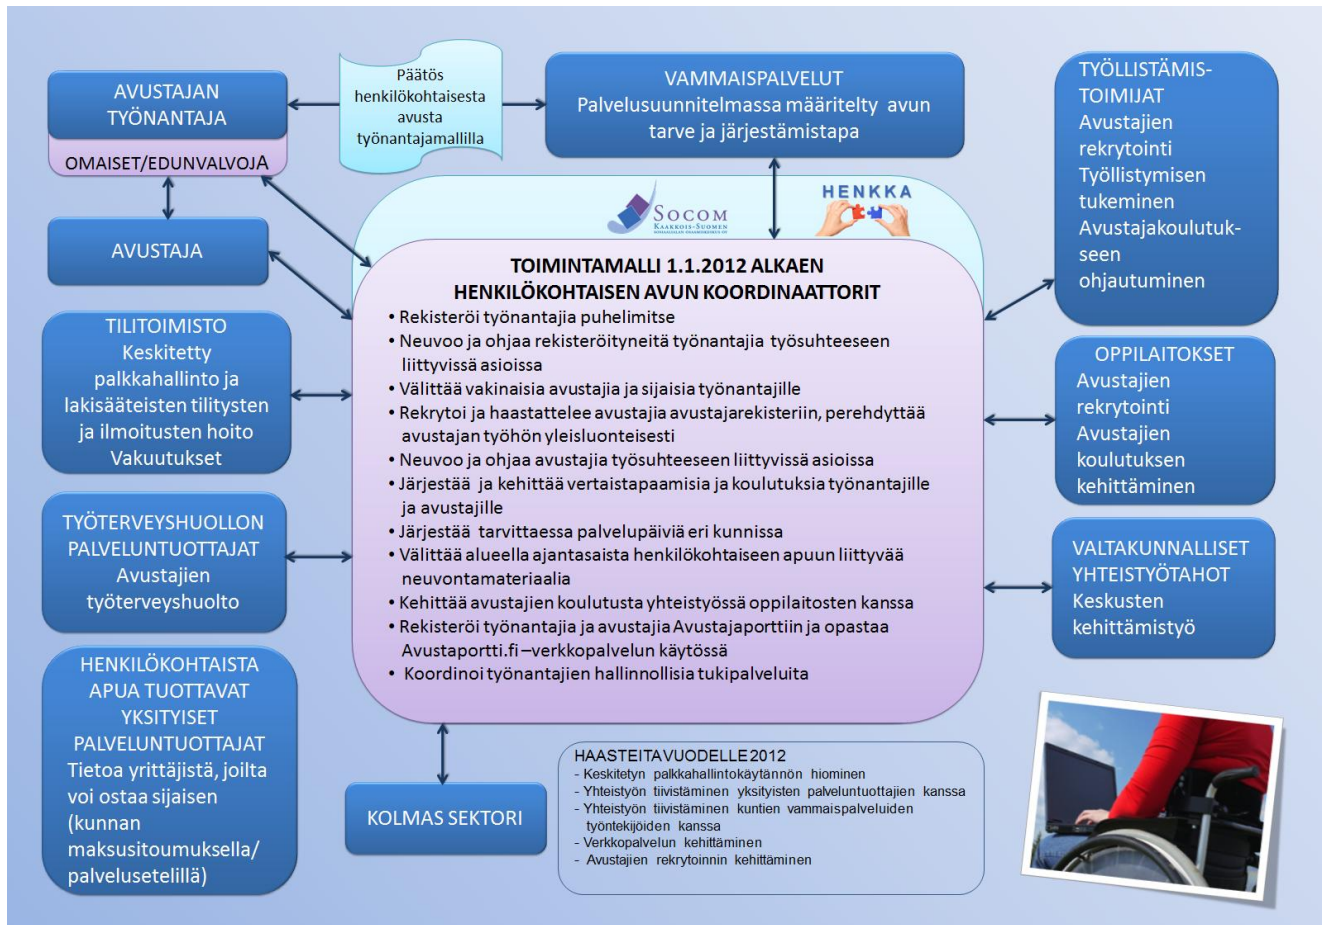 AVUSTAJAN
TYÖNANTAJA
OMAISET/EDUNVALVOJA
Päätös
henkilökohtaisesta
avusta
työnantajamallilla
VAMMAISPALVELUT
Palvelusuunnitelmassa määritelty avun
tarve ja järjestämistapa
TYÖLLISTÄMIS-
TOIMIJAT
Avustajien
rekrytointi
Työllistymisen
tukeminen
Avustajakoulutuk-
seen
ohjautuminen
AVUSTAJA
SOCOM
KAAKKOIS-SUOMEN
SOSIAALIALAN OSAAMISKESKUS OY
HENKKA
TOIMINTAMALLI 1.1.2012 ALKAEN
HENKILÖKOHTAISEN AVUN KOORDINAATTORIT
• Rekisteröi työnantajia puhelimitse
• Neuvoo ja ohjaa rekisteröityneitä työnantajia työsuhteeseen
liittyvissä asioissa
• Välittää vakinaisia avustajia ja sijaisia työnantajille
• Rekrytoi ja haastattelee avustajia avustajarekisteriin, perehdyttää
avustajan työhön yleisluonteisesti
• Neuvoo ja ohjaa avustajia työsuhteeseen liittyvissä asioissa
• Järjestää ja kehittää vertaistapaamisia ja koulutuksia työnantajille
ja avustajille
• Järjestää tarvittaessa palvelupäiviä eri kunnissa
• Välittää alueella ajantasaista henkilökohtaiseen apuun liittyvää
neuvontamateriaalia
• Kehittää avustajien koulutusta yhteistyössä oppilaitosten kanssa
• Rekisteröi työnantajia ja avustajia Avustajaporttiin ja opastaa
Avustaportti.fi –verkkopalvelun käytössä
• Koordinoi työnantajien hallinnollisia tukipalveluita
TILITOIMISTO
Keskitetty
palkkahallinto ja
lakisääteisten tilitysten
ja ilmoitusten hoito
Vakuutukset
OPPILAITOKSET
Avustajien
rekrytointi
Avustajien
koulutuksen
kehittäminen
TYÖTERVEYSHUOLLON
PALVELUNTUOTTAJAT
Avustajien
työterveyshuolto
VALTAKUNNALLISET
YHTEISTYÖTAHOT
Keskusten
kehittämistyö
HENKILÖKOHTAISTA
APUA TUOTTAVAT
YKSITYISET
PALVELUNTUOTTAJAT
Tietoa yrittäjistä, joilta
voi ostaa sijaisen
(kunnan
maksusitoumuksella/
palvelusetelillä)
KOLMAS SEKTORI
HAASTEITA VUODELLE 2012
- Keskitetyn palkkahallintokäytännön hiominen
- Yhteistyön tiivistäminen yksityisten palveluntuottajien kanssa
- Yhteistyön tiivistäminen kuntien vammaispalveluiden
työntekijöiden kanssa
- Verkkopalvelun kehittäminen
- Avustajien rekrytoinnin kehittäminen